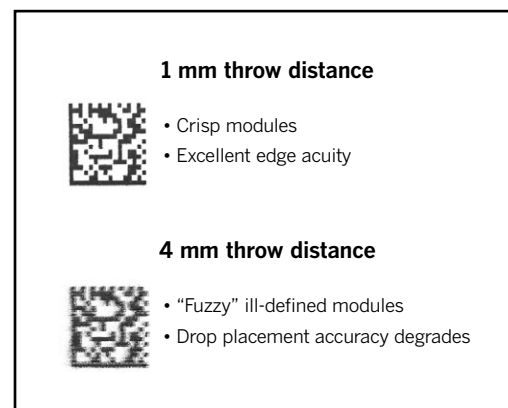 1 mm throw distance
• Crisp modules
• Excellent edge acuity
4 mm throw distance
• “Fuzzy” ill-defined modules
• Drop placement accuracy degrades